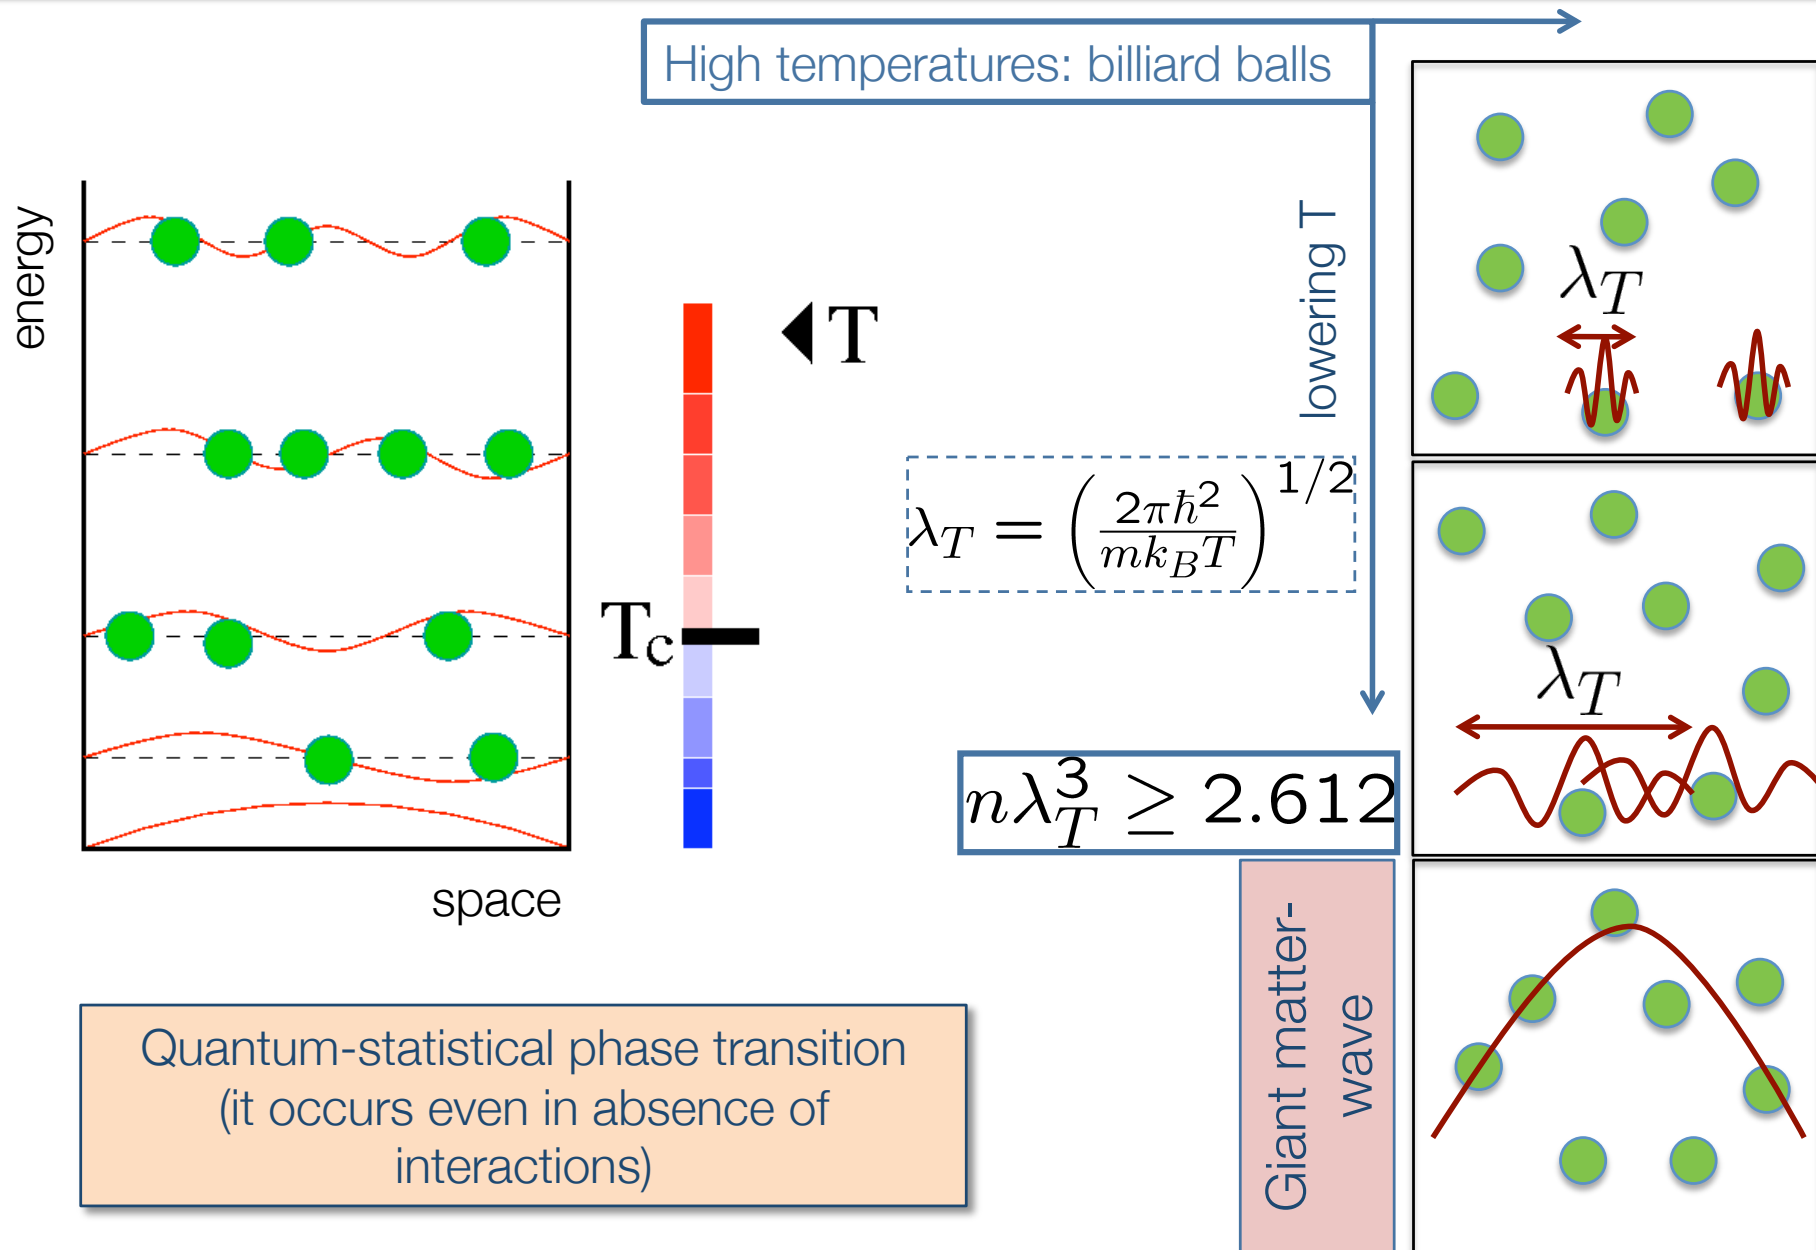 High temperatures: billiard balls
energy
T
lowering T
λ_T
λ_T = (2πħ²/mk_BT)^{1/2}
T_c
λ_T
nλ_T³ ≥ 2.612
space
Giant matter-
wave
Quantum-statistical phase transition
(it occurs even in absence of
interactions)